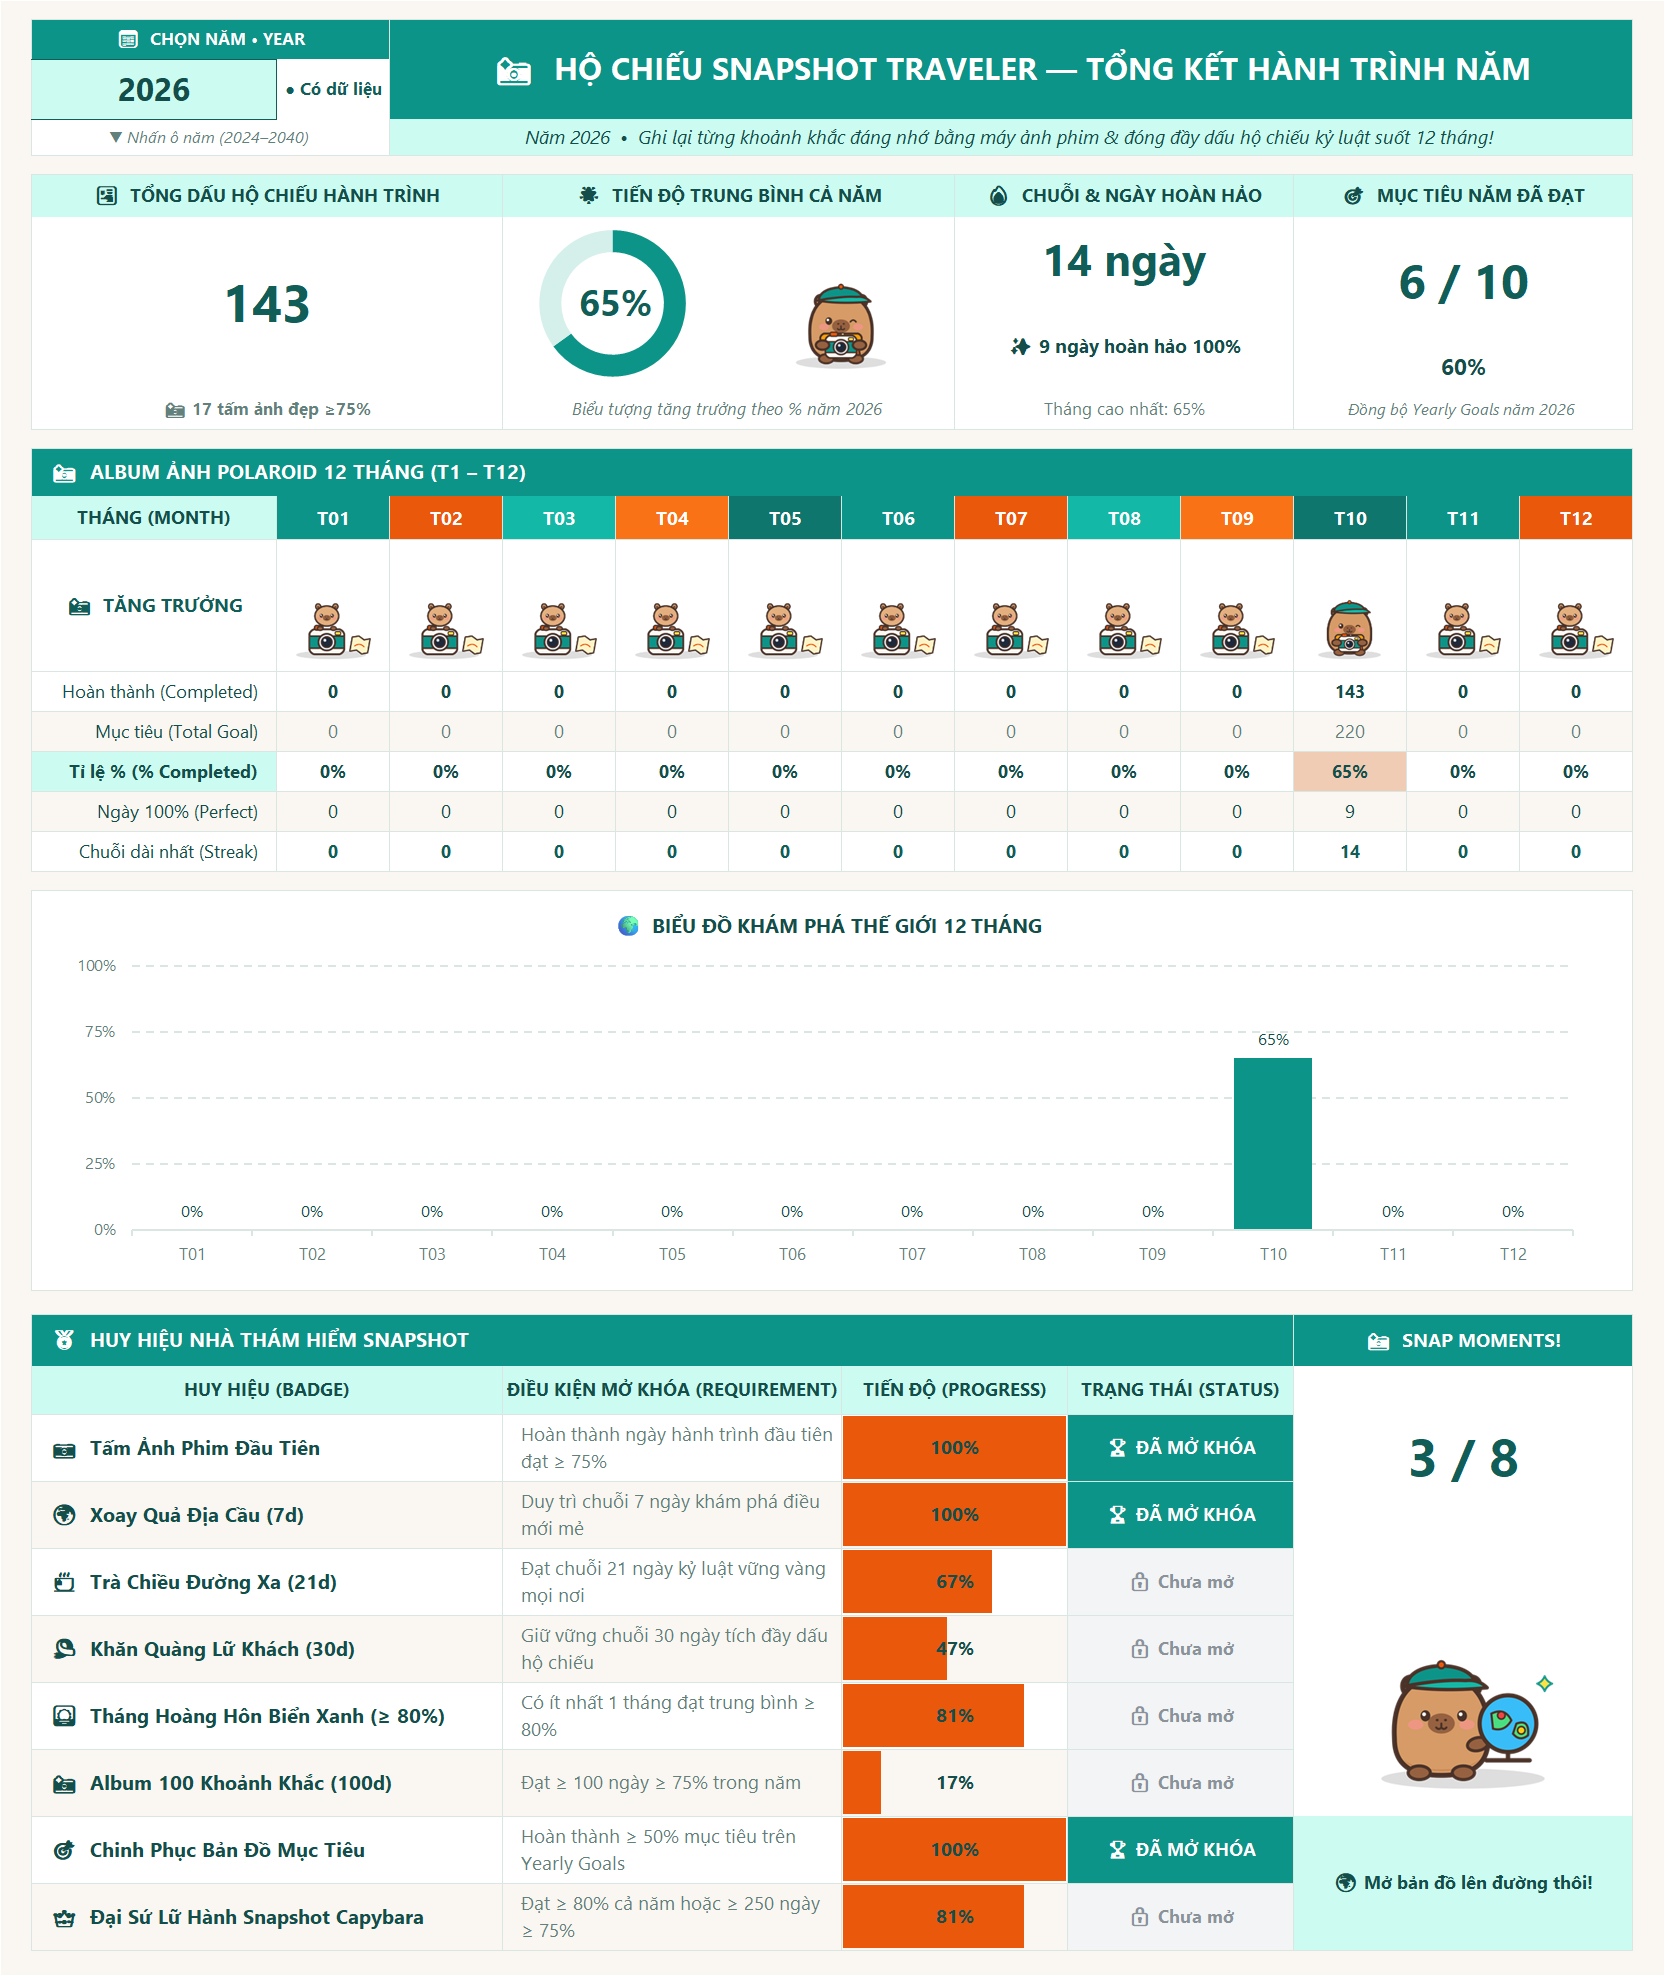 CHỌN NĂM • YEAR
2026
● Có dữ liệu
▼ Nhấn ô năm (2024–2040)
HỘ CHIẾU SNAPSHOT TRAVELER — TỔNG KẾT HÀNH TRÌNH NĂM
Năm 2026 • Ghi lại từng khoảnh khắc đáng nhớ bằng máy ảnh phim & đóng đầy dấu hộ chiếu kỷ luật suốt 12 tháng!
TỔNG DẤU HỘ CHIẾU HÀNH TRÌNH
143
17 tấm ảnh đẹp ≥75%
TIẾN ĐỘ TRUNG BÌNH CẢ NĂM
65%
Biểu tượng tăng trưởng theo % năm 2026
CHUỖI & NGÀY HOÀN HẢO
14 ngày
9 ngày hoàn hảo 100%
Tháng cao nhất: 65%
MỤC TIÊU NĂM ĐÃ ĐẠT
6 / 10
60%
Đồng bộ Yearly Goals năm 2026
ALBUM ẢNH POLAROID 12 THÁNG (T1 – T12)
THÁNG (MONTH) T01 T02 T03 T04 T05 T06 T07 T08 T09 T10 T11 T12
TĂNG TRƯỞNG
Hoàn thành (Completed) 0 0 0 0 0 0 0 0 0 143 0 0
Mục tiêu (Total Goal) 0 0 0 0 0 0 0 0 0 220 0 0
Tỉ lệ % (% Completed) 0% 0% 0% 0% 0% 0% 0% 0% 0% 65% 0% 0%
Ngày 100% (Perfect) 0 0 0 0 0 0 0 0 0 9 0 0
Chuỗi dài nhất (Streak) 0 0 0 0 0 0 0 0 0 14 0 0
BIỂU ĐỒ KHÁM PHÁ THẾ GIỚI 12 THÁNG
100%
75%
65%
50%
25%
0% 0% 0% 0% 0% 0% 0% 0% 0% 0% 0%
0%
T01 T02 T03 T04 T05 T06 T07 T08 T09 T10 T11 T12
HUY HIỆU NHÀ THÁM HIỂM SNAPSHOT
HUY HIỆU (BADGE) ĐIỀU KIỆN MỞ KHÓA (REQUIREMENT) TIẾN ĐỘ (PROGRESS) TRẠNG THÁI (STATUS)
Tấm Ảnh Phim Đầu Tiên
Hoàn thành ngày hành trình đầu tiên
đạt ≥ 75%
100%
ĐÃ MỞ KHÓA
Xoay Quả Địa Cầu (7d)
Duy trì chuỗi 7 ngày khám phá điều
mới mẻ
100%
ĐÃ MỞ KHÓA
Trà Chiều Đường Xa (21d)
Đạt chuỗi 21 ngày kỷ luật vững vàng
mọi nơi
67%
Chưa mở
Khăn Quàng Lữ Khách (30d)
Giữ vững chuỗi 30 ngày tích đầy dấu
hộ chiếu
47%
Chưa mở
Tháng Hoàng Hôn Biển Xanh (≥ 80%)
Có ít nhất 1 tháng đạt trung bình ≥
80%
81%
Chưa mở
Album 100 Khoảnh Khắc (100d)
Đạt ≥ 100 ngày ≥ 75% trong năm
17%
Chưa mở
Chinh Phục Bản Đồ Mục Tiêu
Hoàn thành ≥ 50% mục tiêu trên
Yearly Goals
100%
ĐÃ MỞ KHÓA
Đại Sứ Lữ Hành Snapshot Capybara
Đạt ≥ 80% cả năm hoặc ≥ 250 ngày
≥ 75%
81%
Chưa mở
SNAP MOMENTS!
3 / 8
Mở bản đồ lên đường thôi!